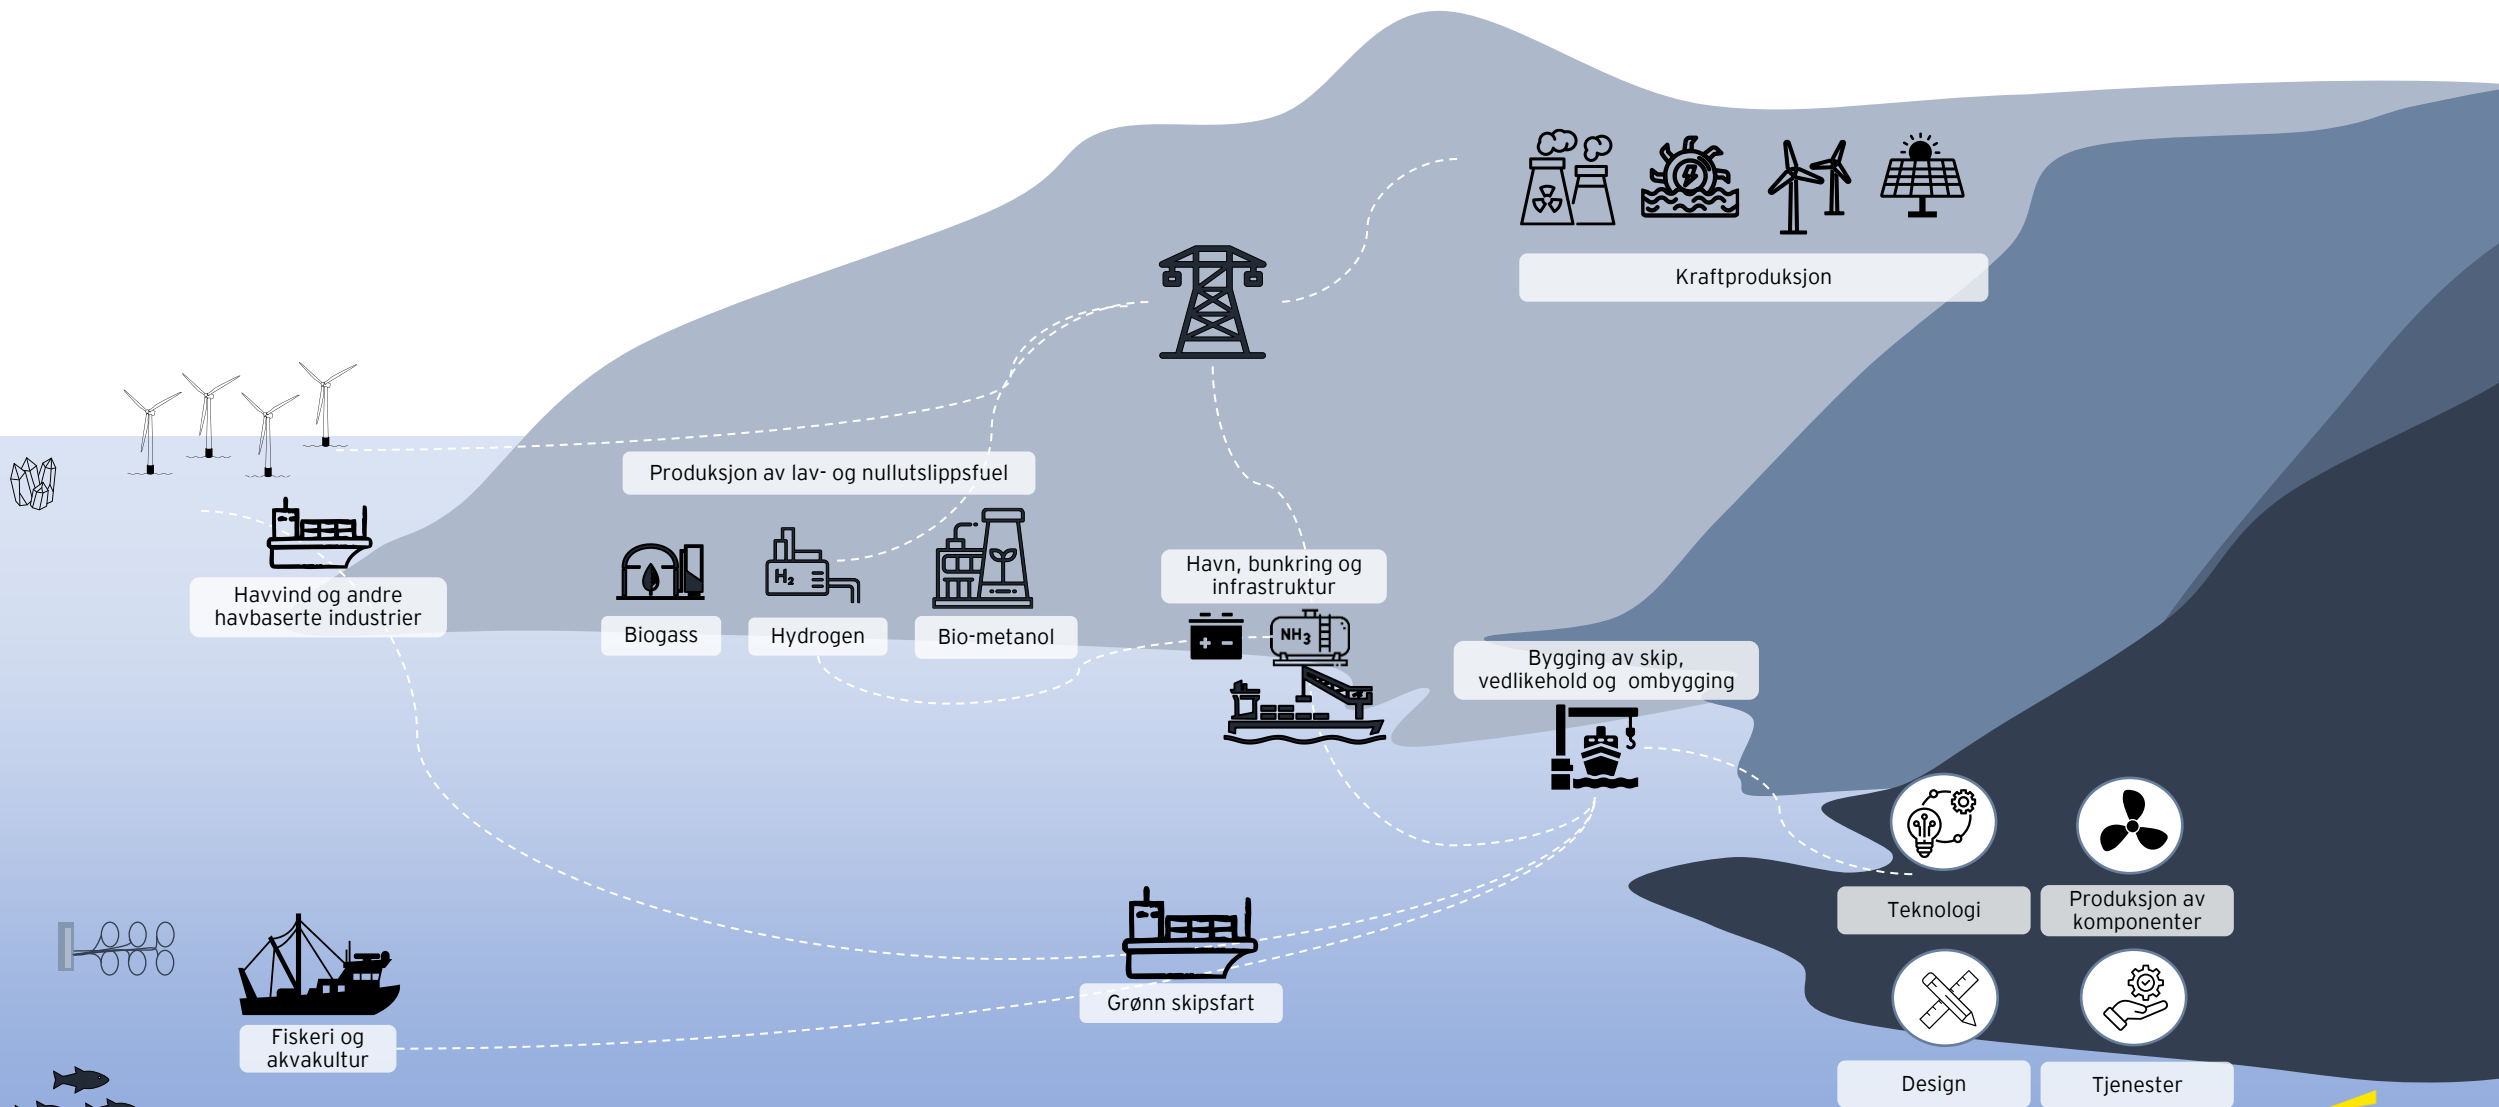 Kraftproduksjon
Produksjon av lav- og nullutslippsfuel
H2
Biogass
Hydrogen
Bio-metanol
Havn, bunkring og
infrastruktur
NH3
Havvind og andre
havbaserte industrier
Bygging av skip,
vedlikehold og ombygging
Teknologi
Produksjon av
komponenter
Grønn skipsfart
Fiskeri og
akvakultur
Design
Tjenester